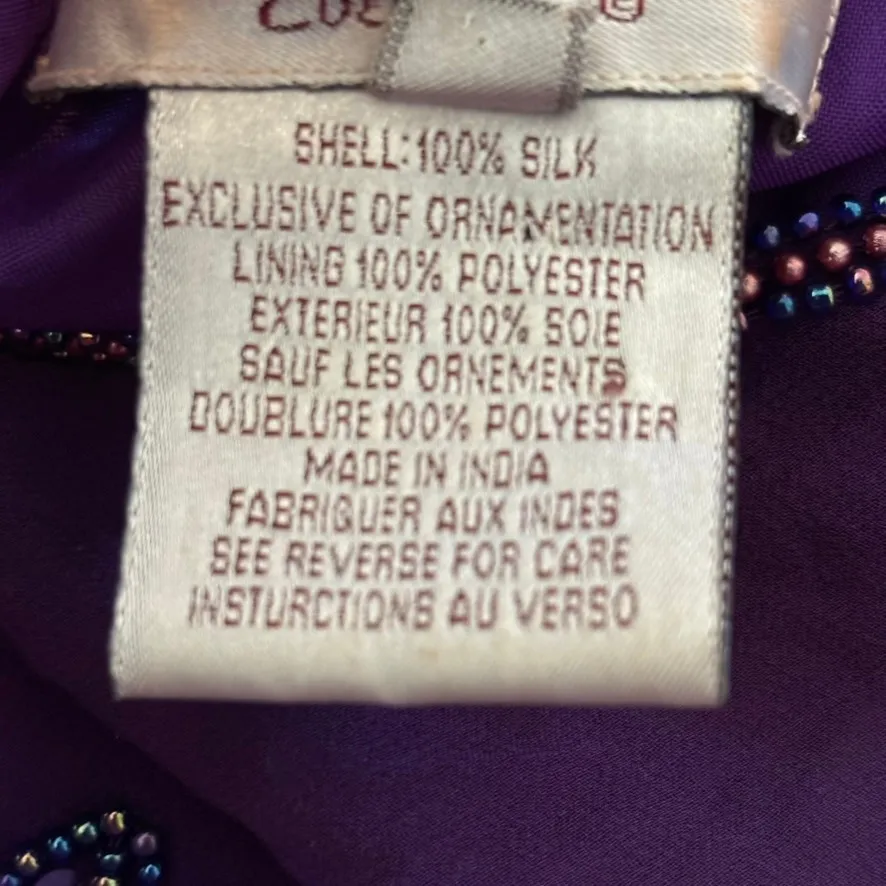 SHELL:100% SILK
EXCLUSIVE OF ORNAMENTATION
LINING 100% POLYESTER
EXTERIEUR 100% SOIE
SAUF LES ORNEMENTS
DOUBLURE 100% POLYESTER
MADE IN INDIA
FABRIQUER AUX INDES
SEE REVERSE FOR CARE
INSTURCTIONS AU VERSO